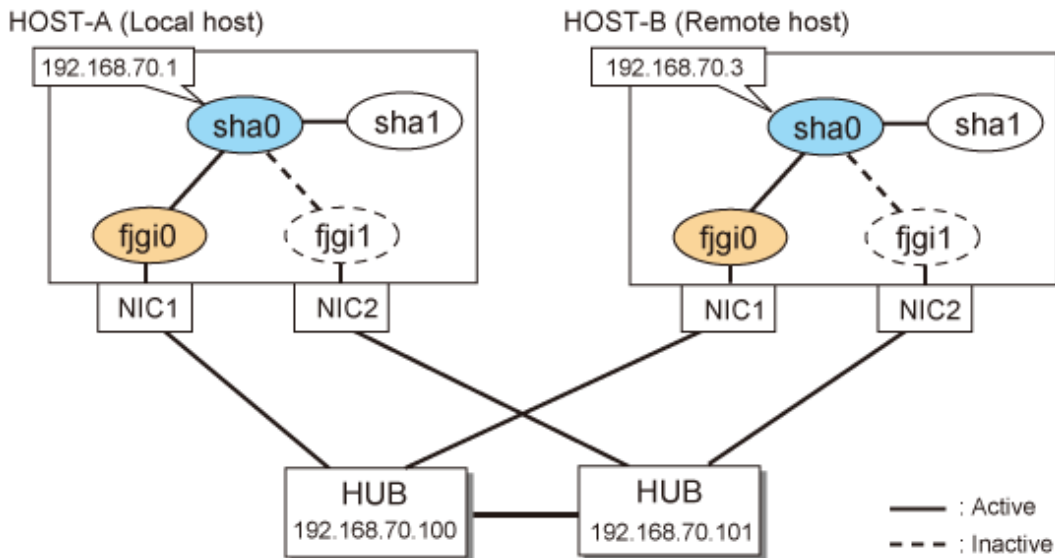 HOST-A (Local host)
HOST-B (Remote host)
192.168.70.1
192.168.70.3
sha0
sha1
sha0
sha1
fjgi0
fjgi1
fjgi0
fjgi1
NIC1
NIC2
NIC1
NIC2
HUB
192.168.70.100
HUB
192.168.70.101
: Active
: Inactive